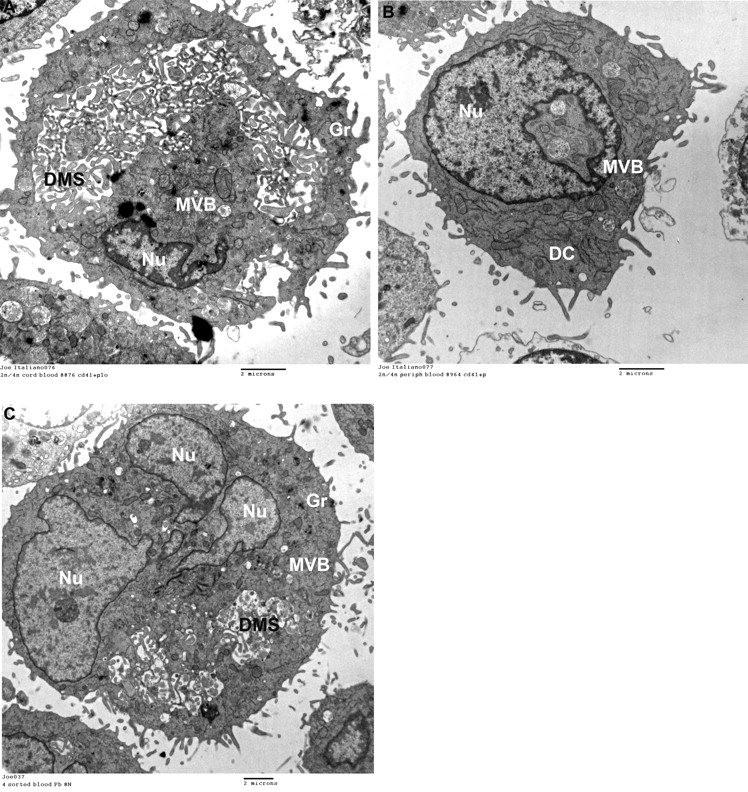 A
Gr
DMS
MVB
Nu
Joe Italiano076
2n/4n cord blood 8876 cd41+plo
2 microns
B
Nu
MVB
DC
Joe Italiano077
2n/4n periph blood 8964 cd41+p
2 microns
C
Nu
Gr
Nu
MVB
Nu
DMS
Joe037
4 sorted blood Pb 8H
2 microns